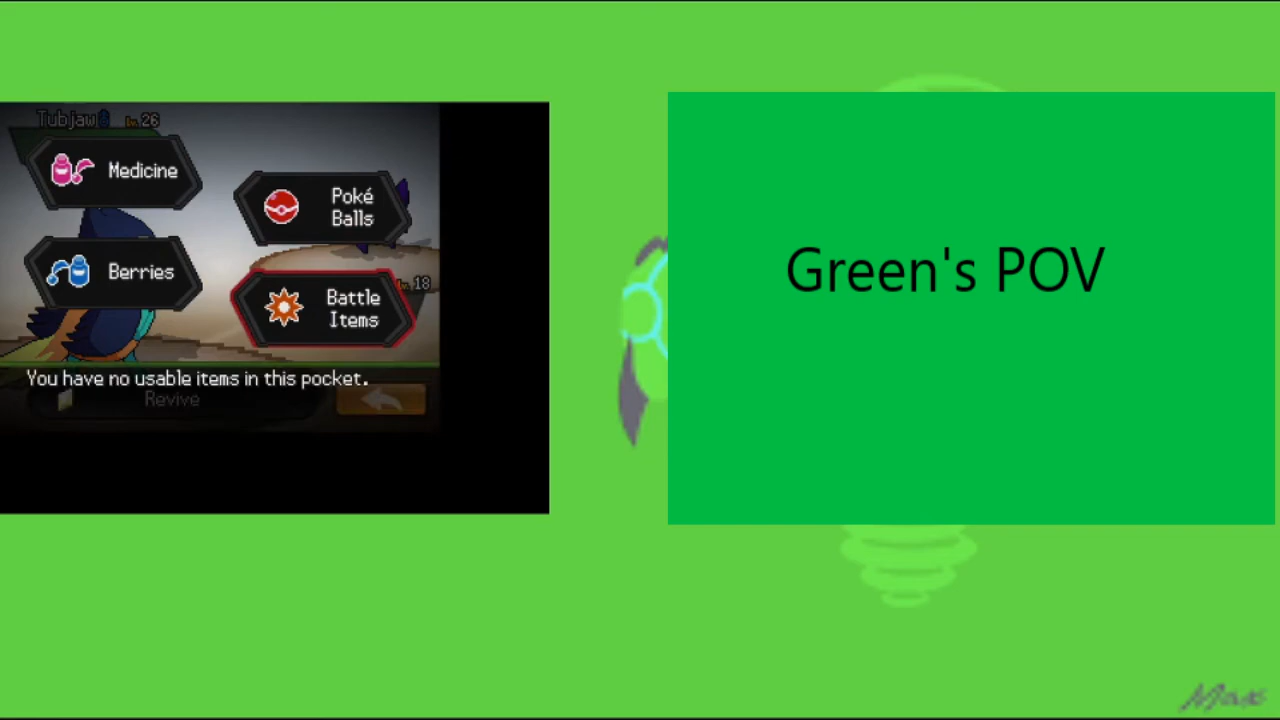 Tubjaw Lv. 26
Medicine
Poké
Balls
Berries
Lv. 18
Battle
Items
You have no usable items in this pocket.
Revive
Green's POV
Max